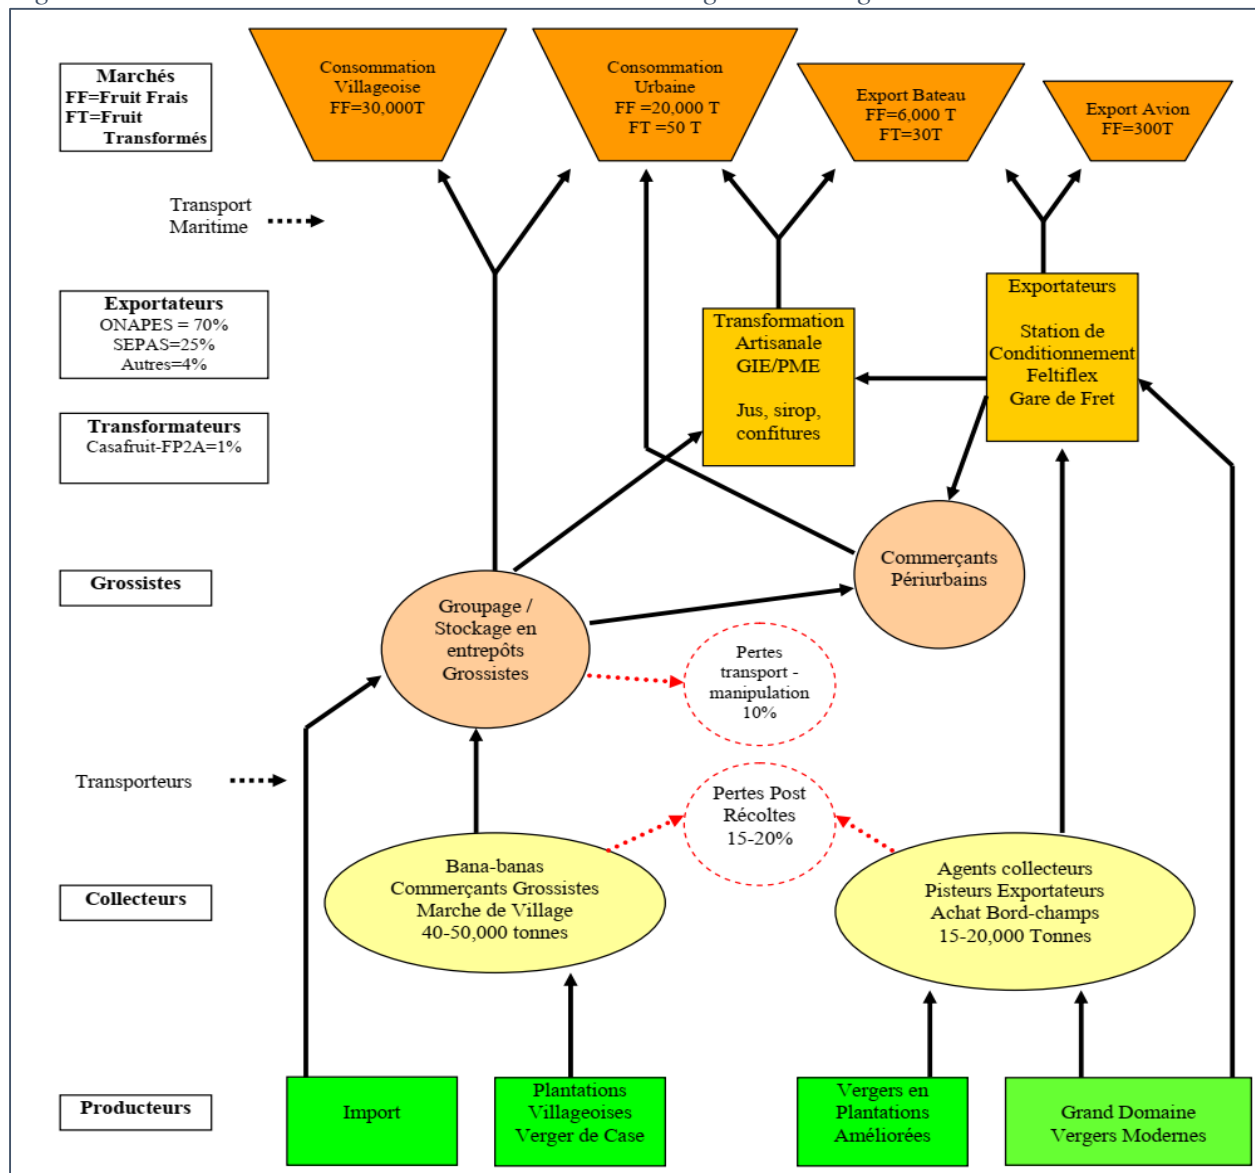 Marchés
FF=Fruit Frais
FT=Fruit
Transformés
Consommation
Villageoise
FF=30,000T
Consommation
Urbaine
FF =20,000 T
FT =50 T
Export Bateau
FF=6,000 T
FT=30T
Export Avion
FF=300T
Transport
Maritime
Exportateurs
ONAPES = 70%
SEPAS=25%
Autres=4%
Transformation
Artisanale
GIE/PME
Jus, sirop,
confitures
Exportateurs
Station de
Conditionnement
Feltiflex
Gare de Fret
Transformateurs
Casafruit-FP2A=1%
Grossistes
Groupage /
Stockage en
entrepôts
Grossistes
Commerçants
Périurbains
Pertes
transport -
manipulation
10%
Transporteurs
Pertes Post
Récoltes
15-20%
Collecteurs
Bana-banas
Commerçants Grossistes
Marche de Village
40-50,000 tonnes
Agents collecteurs
Pisteurs Exportateurs
Achat Bord-champs
15-20,000 Tonnes
Producteurs
Import
Plantations
Villageoises
Verger de Case
Vergers en
Plantations
Améliorées
Grand Domaine
Vergers Modernes